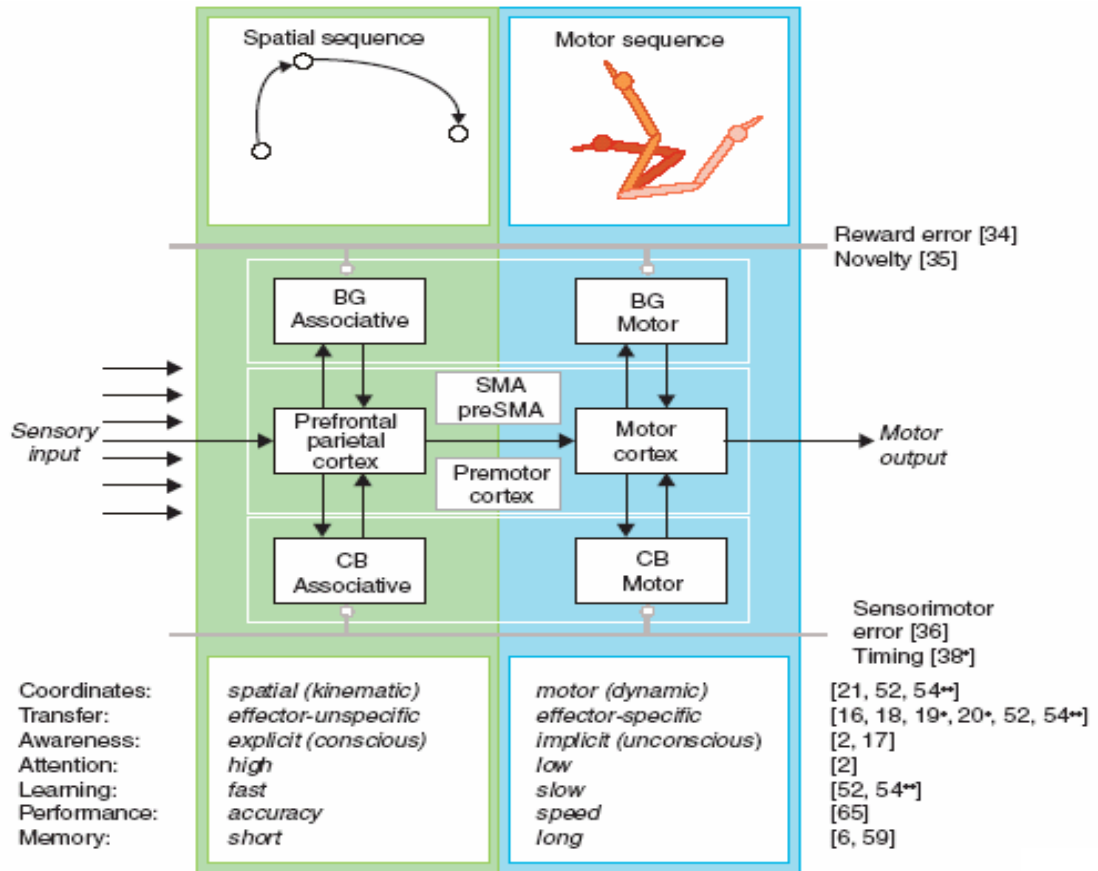 Spatial sequence
Motor sequence
Reward error [34]
Novelty [35]
BG
Associative
BG
Motor
SMA
preSMA
Sensory
input
Prefrontal
parietal
cortex
Motor
cortex
Motor
output
Premotor
cortex
CB
Associative
CB
Motor
Sensorimotor
error [36]
Timing [38•]
Coordinates: spatial (kinematic) motor (dynamic) [21, 52, 54••]
Transfer: effector-unspecific effector-specific [16, 18, 19•, 20•, 52, 54••]
Awareness: explicit (conscious) implicit (unconscious) [2, 17]
Attention: high low [2]
Learning: fast slow [52, 54••]
Performance: accuracy speed [65]
Memory: short long [6, 59]